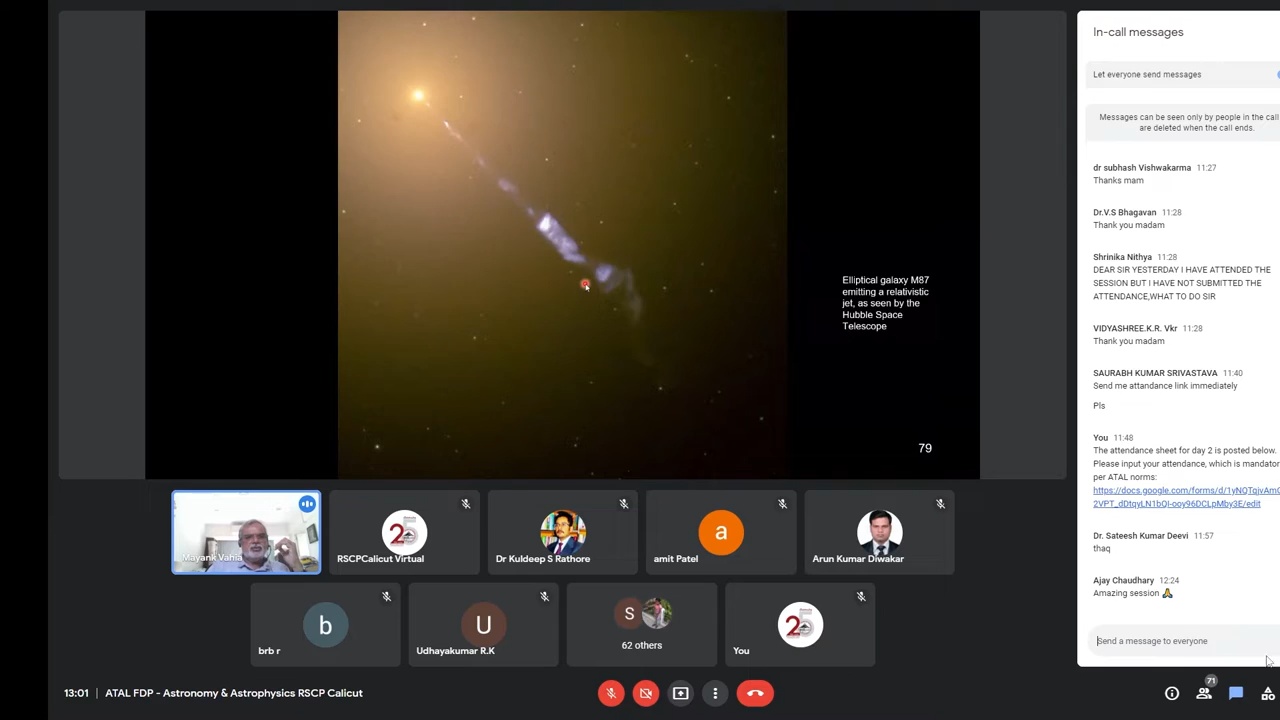 In-call messages
Let everyone send messages
Messages can be seen only by people in the call
are deleted when the call ends.
dr subhash Vishwakarma 11:27
Thanks mam
Dr.V.S Bhagavan 11:28
Thank you madam
Shrinika Nithya 11:28
DEAR SIR YESTERDAY I HAVE ATTENDED THE
SESSION BUT I HAVE NOT SUBMITTED THE
ATTENDANCE,WHAT TO DO SIR
VIDYASHREE.K.R. Vkr 11:28
Thank you madam
SAURABH KUMAR SRIVASTAVA 11:40
Send me attandance link immediately
Pls
You 11:48
The attendance sheet for day 2 is posted below.
Please input your attendance, which is mandator
per ATAL norms:
Dr. Sateesh Kumar Deevi 11:57
thaq
Ajay Chaudhary 12:24
Amazing session 🙏
Send a message to everyone
Elliptical galaxy M87
emitting a relativistic
jet, as seen by the
Hubble Space
Telescope
79
Mayank Vahia
RSCPCalicut Virtual
25
Dr Kuldeep S Rathore
amit Patel
a
Arun Kumar Diwakar
brb r
b
Udhayakumar R.K
U
S
62 others
You
25
13:01 | ATAL FDP - Astronomy & Astrophysics RSCP Calicut
71